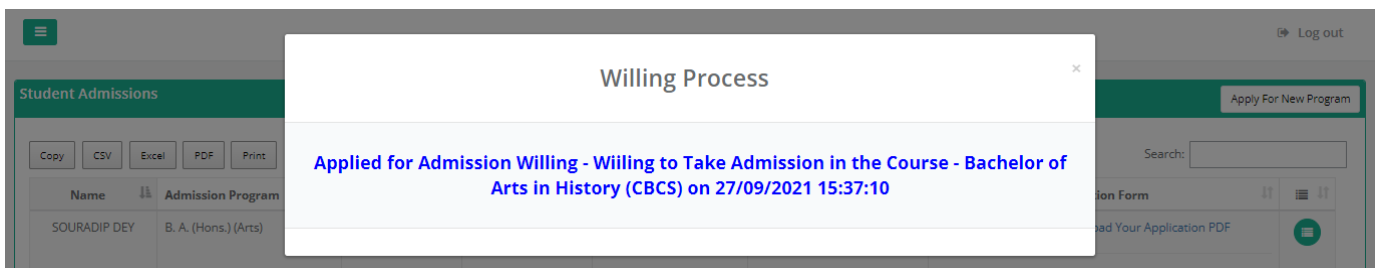 Log out
Willing Process
×
Student Admissions
Apply For New Program
Copy CSV Excel PDF Print
Search:
Applied for Admission Willing - Wiiling to Take Admission in the Course - Bachelor of
Arts in History (CBCS) on 27/09/2021 15:37:10
Name Admission Program Form
SOURADIP DEY B. A. (Hons.) (Arts) Your Application PDF